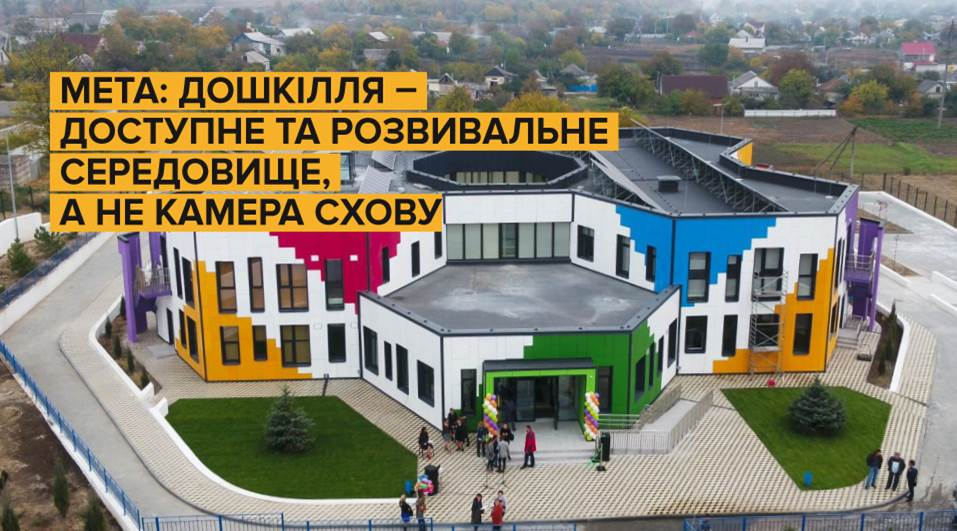 МЕТА: ДОШКІЛЛЯ –
ДОСТУПНЕ ТА РОЗВИВАЛЬНЕ
СЕРЕДОВИЩЕ,
А НЕ КАМЕРА СХОВУ